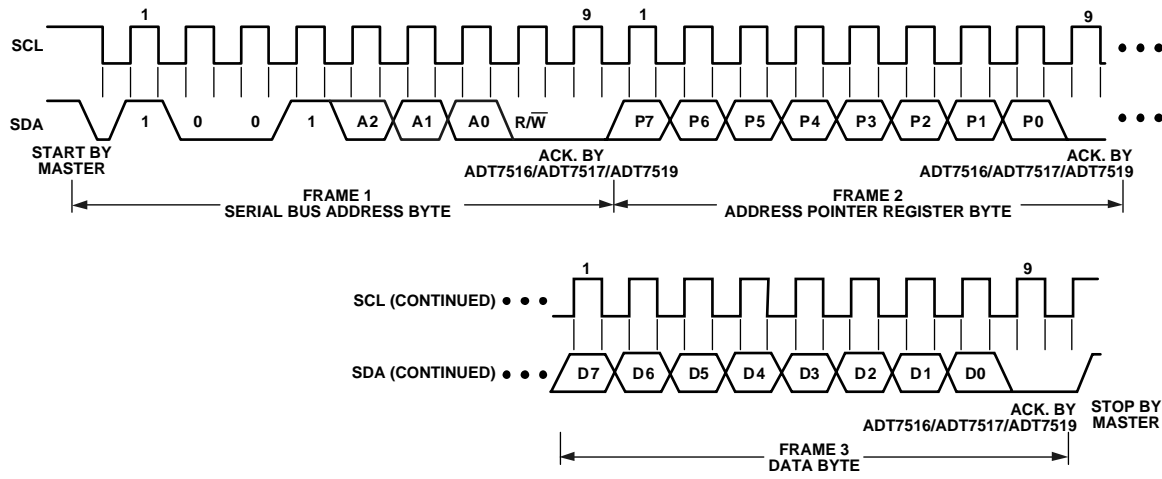 1 9 1 9
SCL
SDA 1 0 0 1 A2 A1 A0 R/W̅ P7 P6 P5 P4 P3 P2 P1 P0
START BY
MASTER
ACK. BY
ADT7516/ADT7517/ADT7519
ACK. BY
ADT7516/ADT7517/ADT7519
FRAME 1
SERIAL BUS ADDRESS BYTE
FRAME 2
ADDRESS POINTER REGISTER BYTE
1 9
SCL (CONTINUED)
SDA (CONTINUED) D7 D6 D5 D4 D3 D2 D1 D0
ACK. BY
ADT7516/ADT7517/ADT7519
STOP BY
MASTER
FRAME 3
DATA BYTE